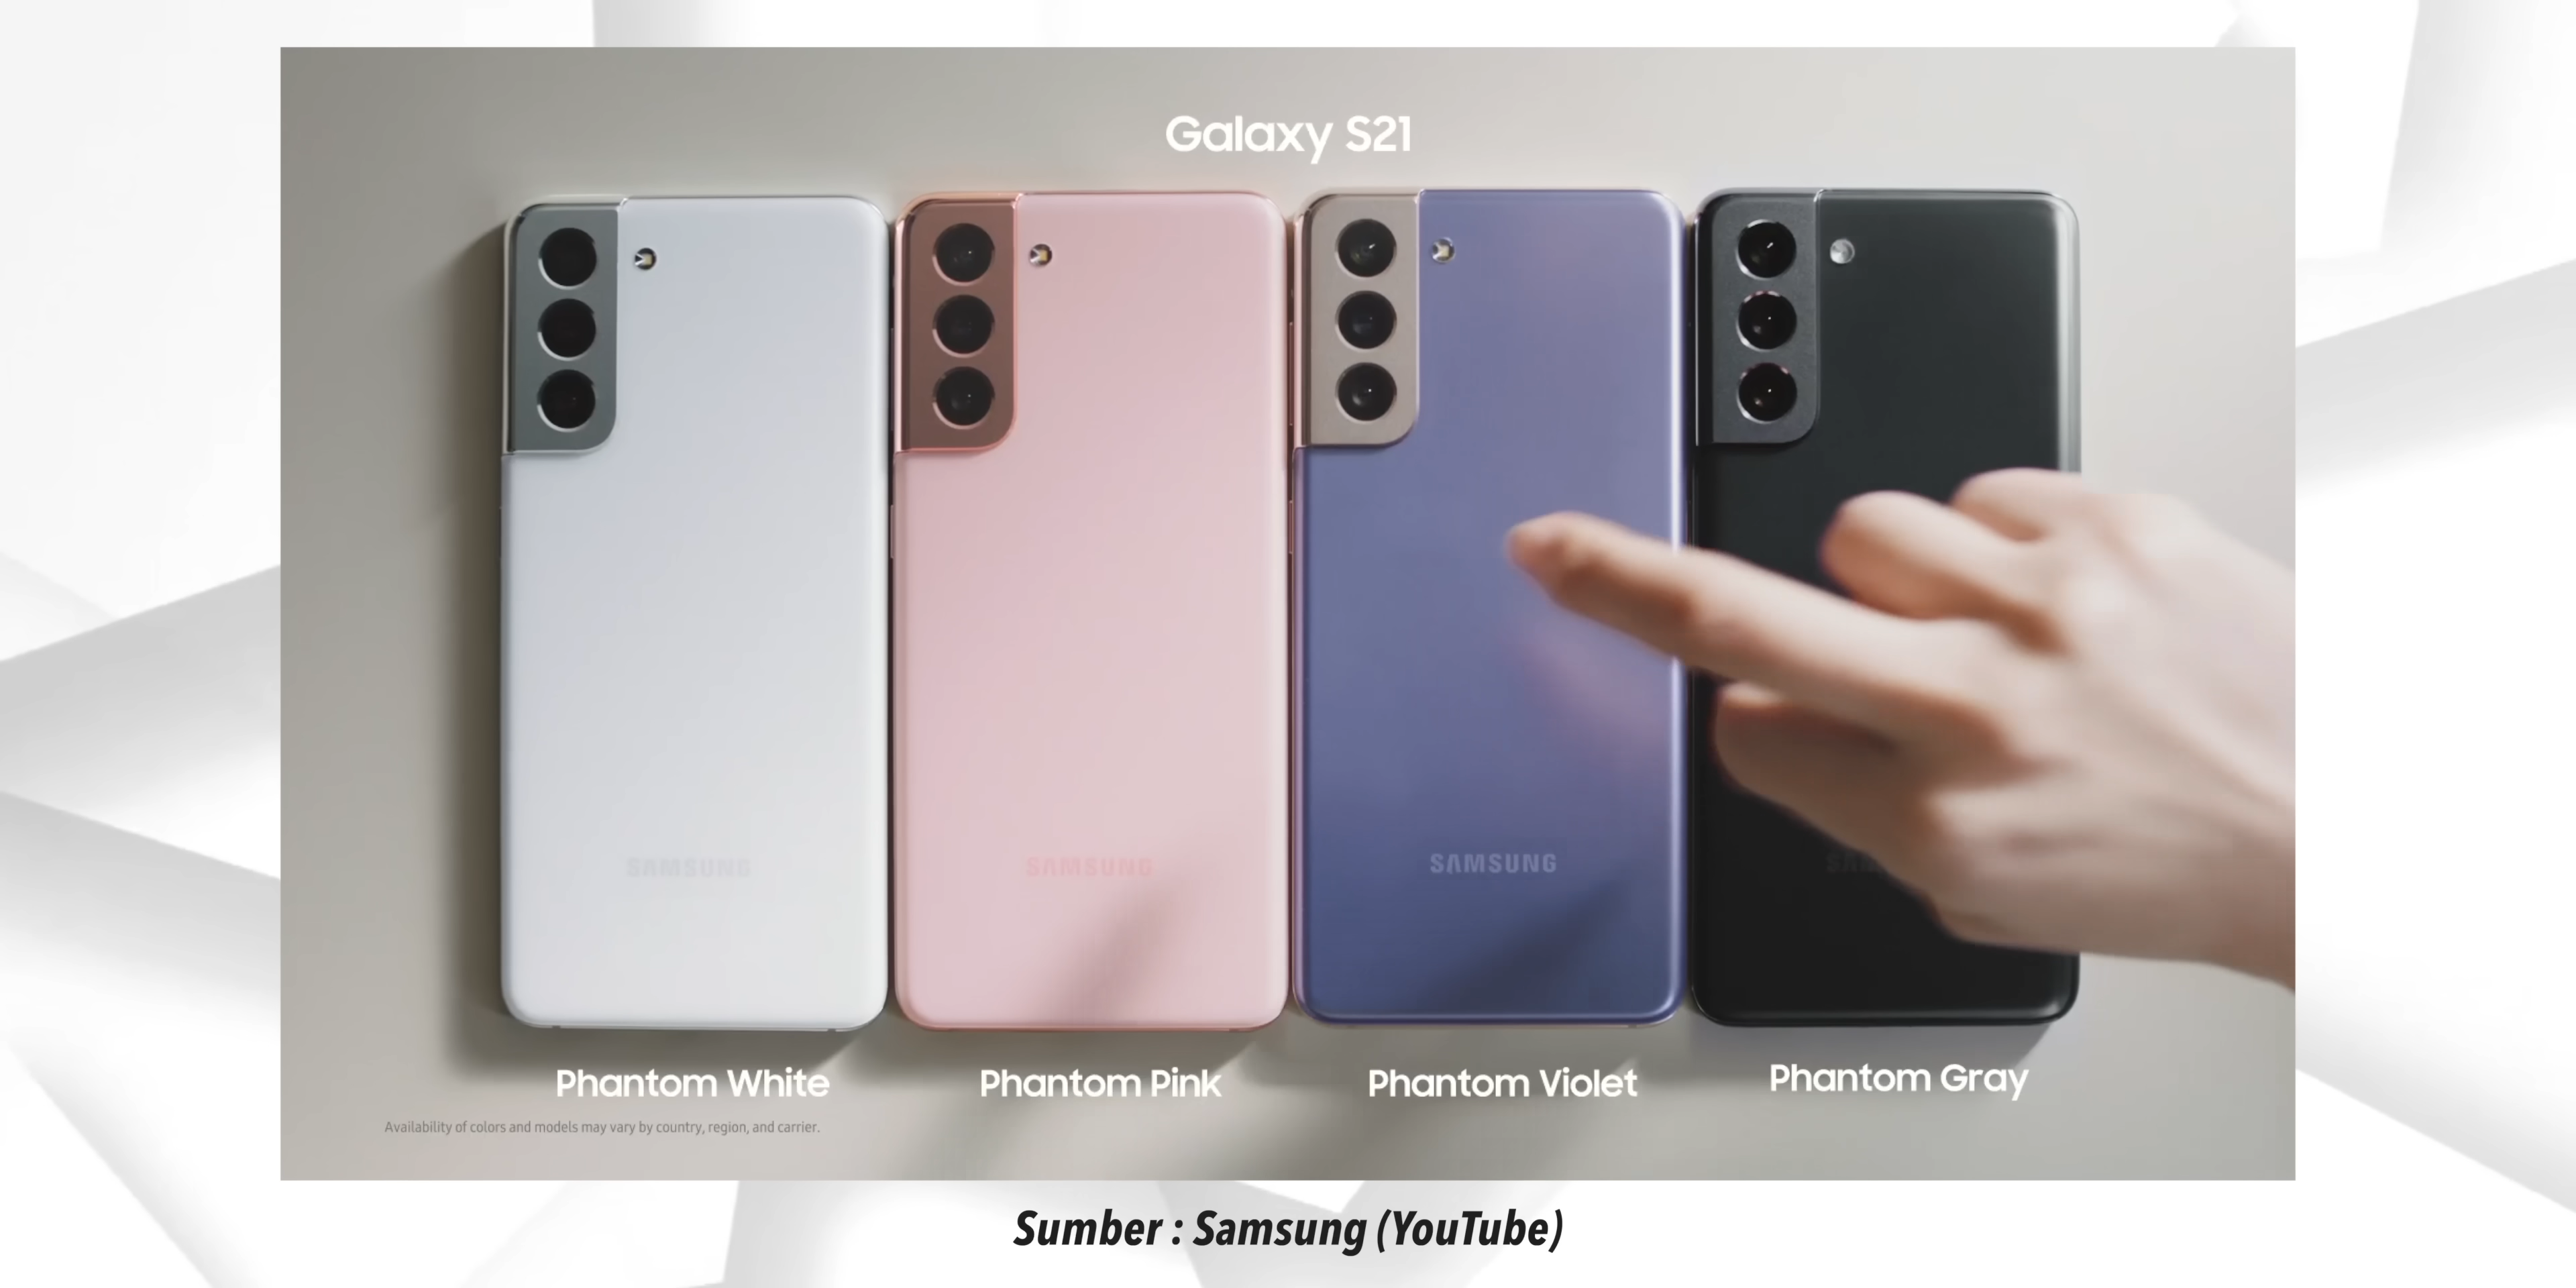 Galaxy S21
SAMSUNG
SAMSUNG
SAMSUNG
Phantom White
Phantom Pink
Phantom Violet
Phantom Gray
Availability of colors and models may vary by country, region, and carrier.
Sumber : Samsung (YouTube)